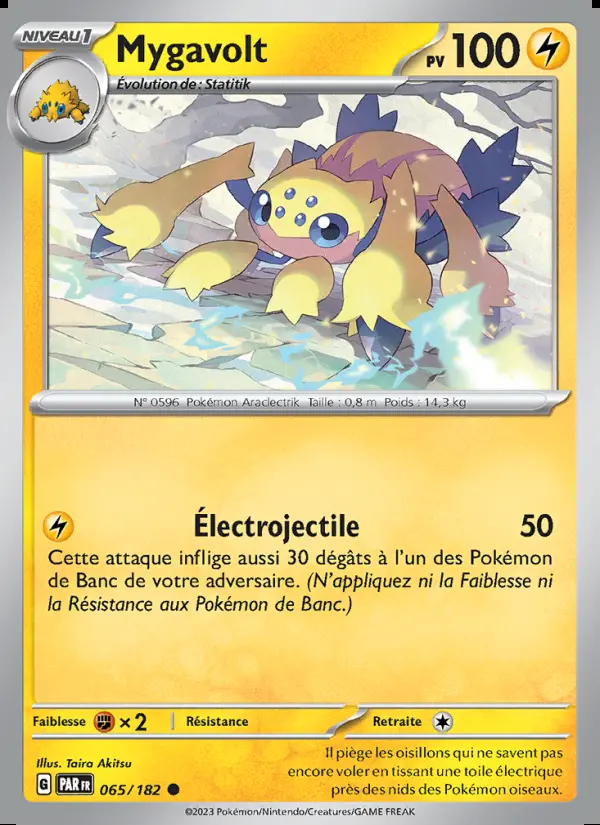 NIVEAU 1
Mygavolt
PV 100
Évolution de : Statitik
N° 0596 Pokémon Araclectrik Taille : 0,8 m Poids : 14,3 kg
Électrojectile 50
Cette attaque inflige aussi 30 dégâts à l'un des Pokémon
de Banc de votre adversaire. (N'appliquez ni la Faiblesse ni
la Résistance aux Pokémon de Banc.)
Faiblesse ×2 Résistance Retraite
Illus. Taira Akitsu
G PAR FR 065/182
Il piège les oisillons qui ne savent pas
encore voler en tissant une toile électrique
près des nids des Pokémon oiseaux.
©2023 Pokémon/Nintendo/Creatures/GAME FREAK